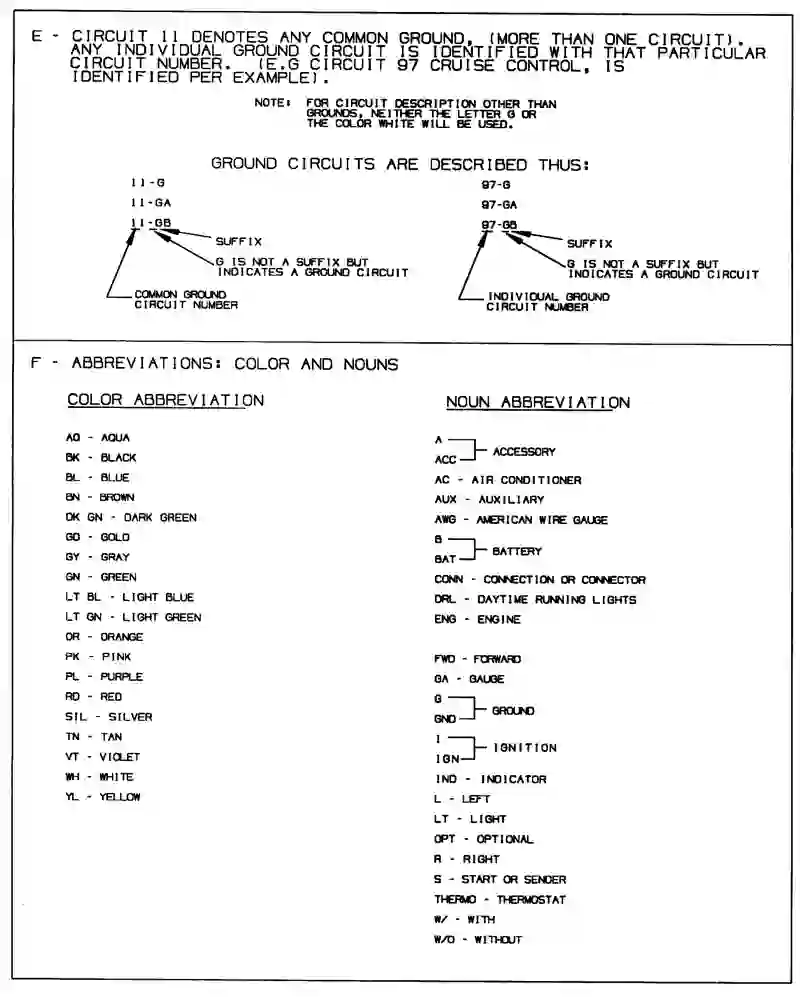 E - CIRCUIT 11 DENOTES ANY COMMON GROUND, (MORE THAN ONE CIRCUIT).
ANY INDIVIDUAL GROUND CIRCUIT IS IDENTIFIED WITH THAT PARTICULAR
CIRCUIT NUMBER. (E.G CIRCUIT 97 CRUISE CONTROL, IS
IDENTIFIED PER EXAMPLE).
NOTE: FOR CIRCUIT DESCRIPTION OTHER THAN
GROUNDS, NEITHER THE LETTER G OR
THE COLOR WHITE WILL BE USED.
GROUND CIRCUITS ARE DESCRIBED THUS:
11-G
11-GA
11-GB
SUFFIX
G IS NOT A SUFFIX BUT
INDICATES A GROUND CIRCUIT
COMMON GROUND
CIRCUIT NUMBER
97-G
97-GA
97-GB
SUFFIX
G IS NOT A SUFFIX BUT
INDICATES A GROUND CIRCUIT
INDIVIDUAL GROUND
CIRCUIT NUMBER
F - ABBREVIATIONS: COLOR AND NOUNS
COLOR ABBREVIATION
AQ - AQUA
BK - BLACK
BL - BLUE
BN - BROWN
DK GN - DARK GREEN
GD - GOLD
GY - GRAY
GN - GREEN
LT BL - LIGHT BLUE
LT GN - LIGHT GREEN
OR - ORANGE
PK - PINK
PL - PURPLE
RD - RED
SIL - SILVER
TN - TAN
VT - VIOLET
WH - WHITE
YL - YELLOW
NOUN ABBREVIATION
A
ACC
ACCESSORY
AC - AIR CONDITIONER
AUX - AUXILIARY
AWG - AMERICAN WIRE GAUGE
B
BAT
BATTERY
CONN - CONNECTION OR CONNECTOR
DRL - DAYTIME RUNNING LIGHTS
ENG - ENGINE
FWD - FORWARD
GA - GAUGE
G
GND
GROUND
I
IGN
IGNITION
IND - INDICATOR
L - LEFT
LT - LIGHT
OPT - OPTIONAL
R - RIGHT
S - START OR SENDER
THERMO - THERMOSTAT
W/ - WITH
W/O - WITHOUT